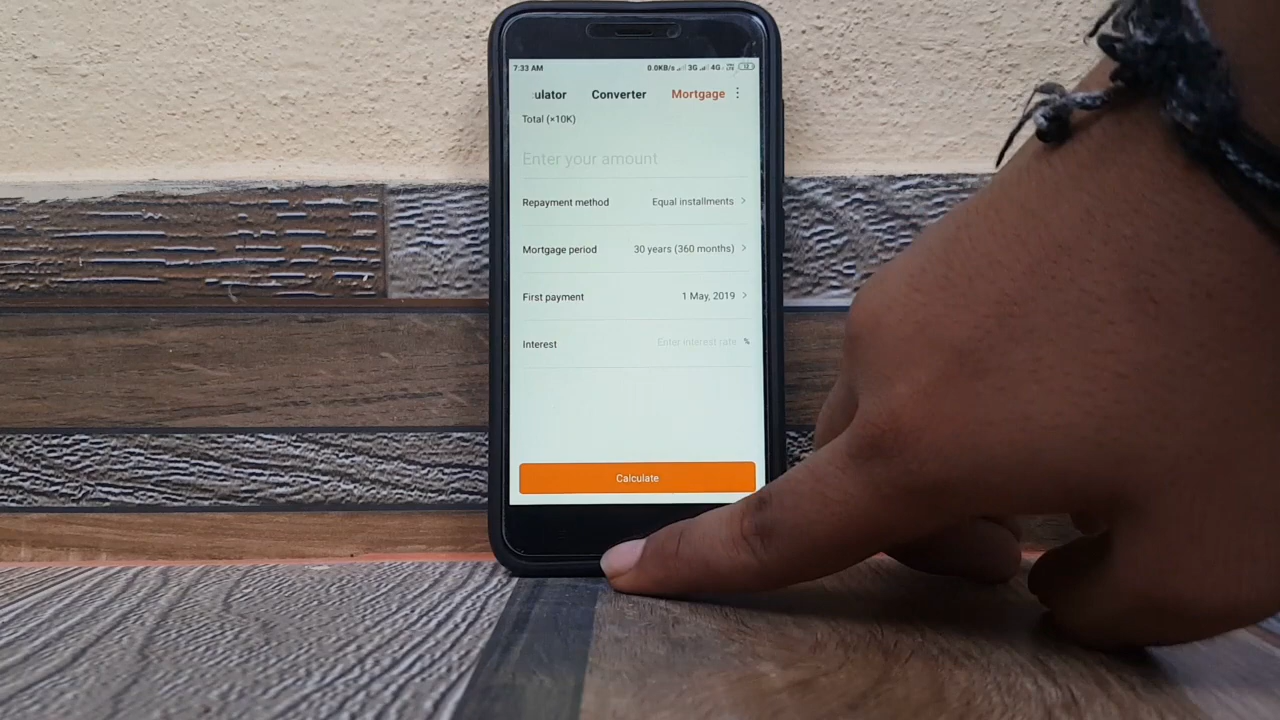 7:33 AM 0.0KB/s 3G 4G
ulator Converter Mortgage
Total (×10K)
Enter your amount
Repayment method Equal installments >
Mortgage period 30 years (360 months) >
First payment 1 May, 2019 >
Interest Enter interest rate %
Calculate